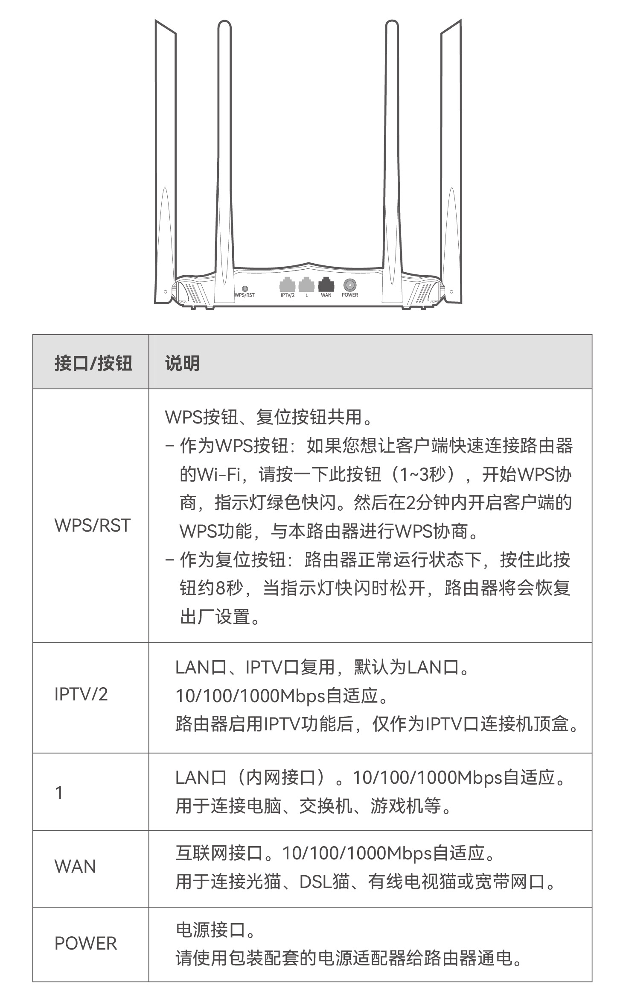 WPS/RST
IPTV/2
1
WAN
POWER
接口/按钮
说明
WPS/RST
WPS按钮、复位按钮共用。
– 作为WPS按钮：如果您想让客户端快速连接路由器
的Wi-Fi，请按一下此按钮（1~3秒），开始WPS协
商，指示灯绿色快闪。然后在2分钟内开启客户端的
WPS功能，与本路由器进行WPS协商。
– 作为复位按钮：路由器正常运行状态下，按住此按
钮约8秒，当指示灯快闪时松开，路由器将会恢复
出厂设置。
IPTV/2
LAN口、IPTV口复用，默认为LAN口。
10/100/1000Mbps自适应。
路由器启用IPTV功能后，仅作为IPTV口连接机顶盒。
1
LAN口（内网接口）。10/100/1000Mbps自适应。
用于连接电脑、交换机、游戏机等。
WAN
互联网接口。10/100/1000Mbps自适应。
用于连接光猫、DSL猫、有线电视猫或宽带网口。
POWER
电源接口。
请使用包装配套的电源适配器给路由器通电。